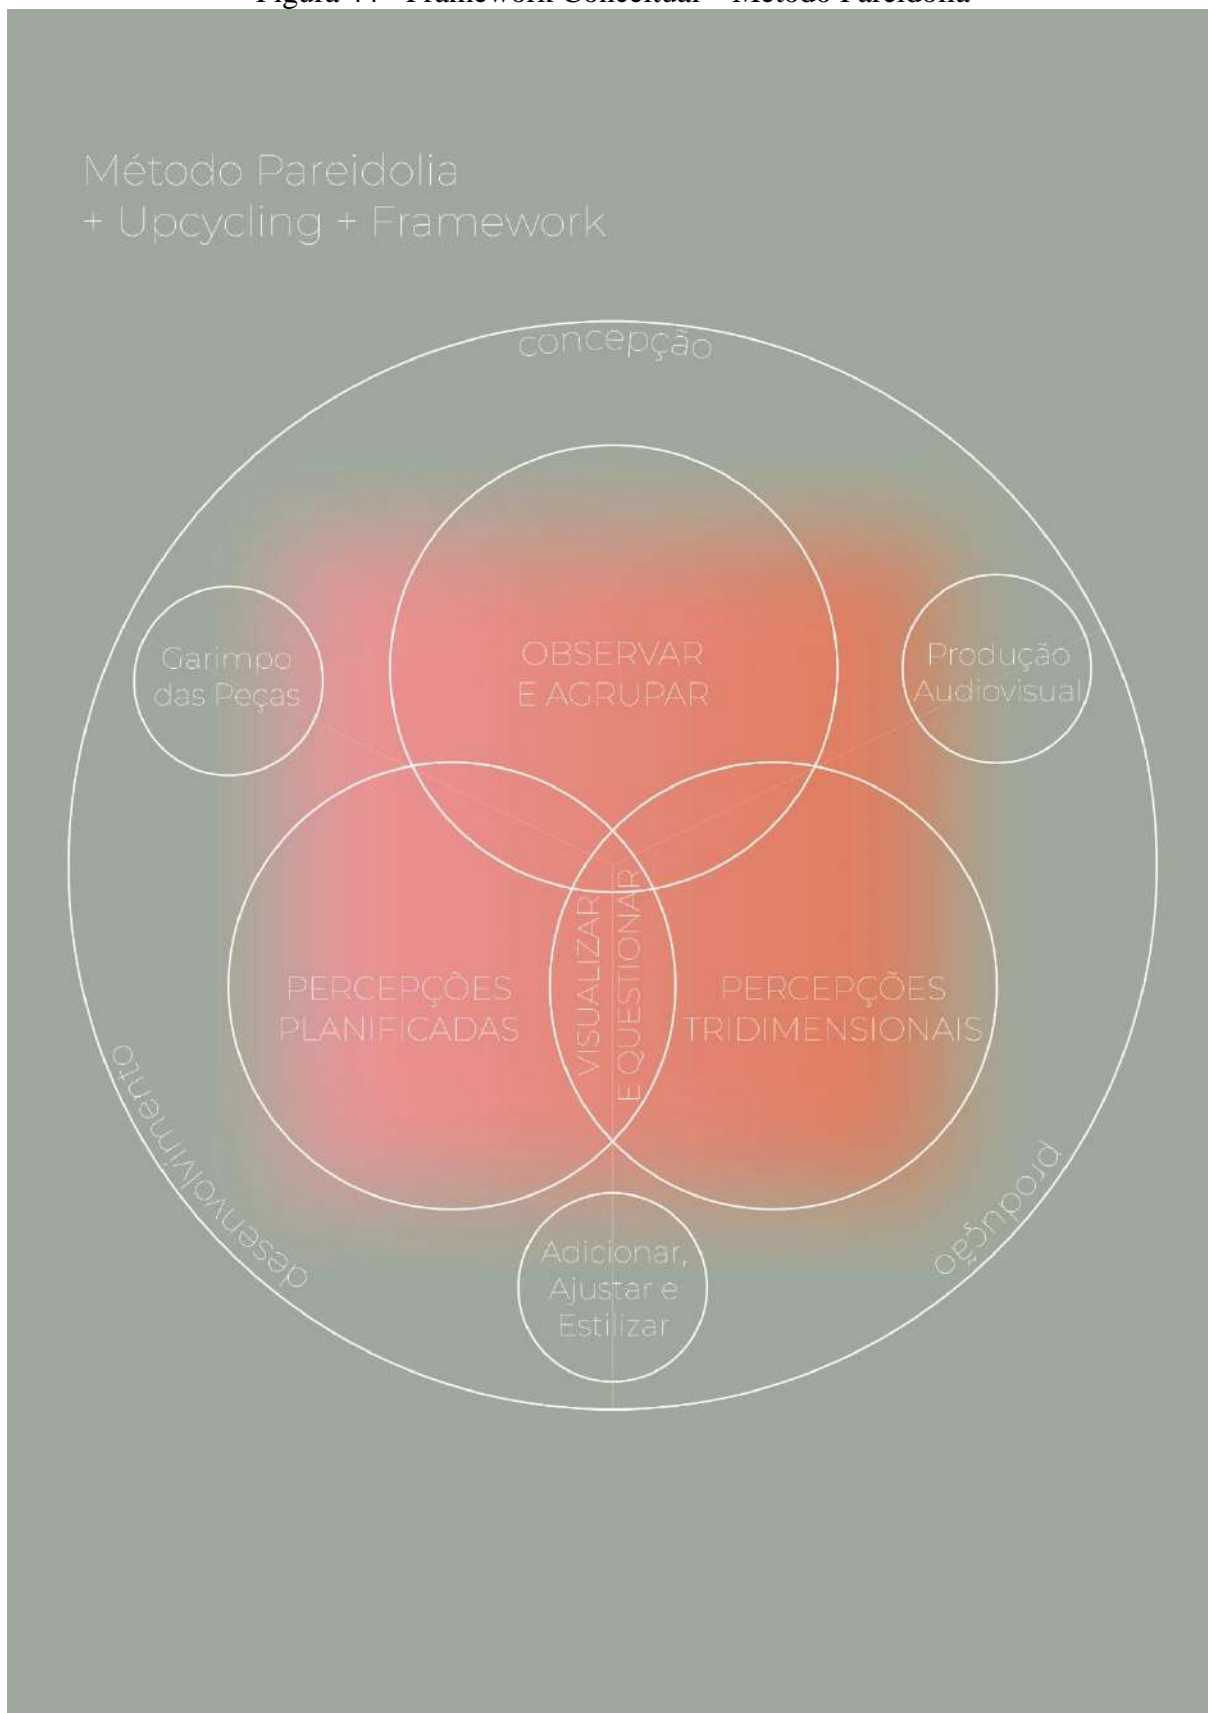 Método Pareidolia
+ Upcycling + Framework
concepção
Garimpo
das Peças
OBSERVAR
E AGRUPAR
Produção
Audiovisual
PERCEPÇÕES
PLANIFICADAS
VISUALIZAR
E QUESTIONAR
PERCEPÇÕES
TRIDIMENSIONAIS
desenvolvimento
produção
Adicionar,
Ajustar e
Estilizar